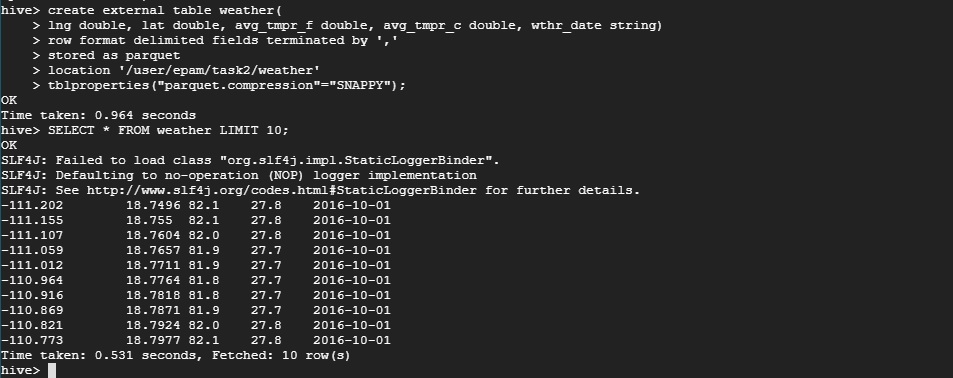 hive> create external table weather(
    > lng double, lat double, avg_tmpr_f double, avg_tmpr_c double, wthr_date string)
    > row format delimited fields terminated by ','
    > stored as parquet
    > location '/user/epam/task2/weather'
    > tblproperties("parquet.compression"="SNAPPY");
OK
Time taken: 0.964 seconds
hive> SELECT * FROM weather LIMIT 10;
OK
SLF4J: Failed to load class "org.slf4j.impl.StaticLoggerBinder".
SLF4J: Defaulting to no-operation (NOP) logger implementation
SLF4J: See http://www.slf4j.org/codes.html#StaticLoggerBinder for further details.
-111.202        18.7496 82.1    27.8    2016-10-01
-111.155        18.755  82.1    27.8    2016-10-01
-111.107        18.7604 82.0    27.8    2016-10-01
-111.059        18.7657 81.9    27.7    2016-10-01
-111.012        18.7711 81.9    27.7    2016-10-01
-110.964        18.7764 81.8    27.7    2016-10-01
-110.916        18.7818 81.8    27.7    2016-10-01
-110.869        18.7871 81.9    27.7    2016-10-01
-110.821        18.7924 82.0    27.8    2016-10-01
-110.773        18.7977 82.1    27.8    2016-10-01
Time taken: 0.531 seconds, Fetched: 10 row(s)
hive>